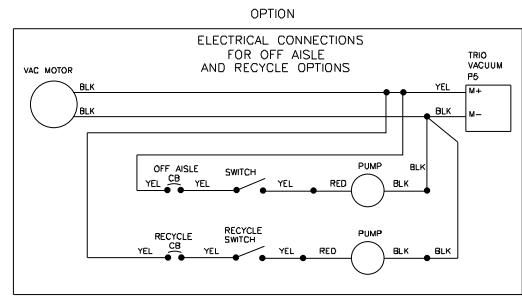 OPTION
ELECTRICAL CONNECTIONS
FOR OFF AISLE
AND RECYCLE OPTIONS
TRIO
VACUUM
P6
VAC MOTOR
BLK
YEL
M+
BLK
BLK
M-
OFF AISLE
CB
SWITCH
PUMP
BLK
YEL
YEL
YEL
RED
BLK
RECYCLE
CB
RECYCLE
SWITCH
PUMP
YEL
YEL
YEL
RED
BLK
BLK